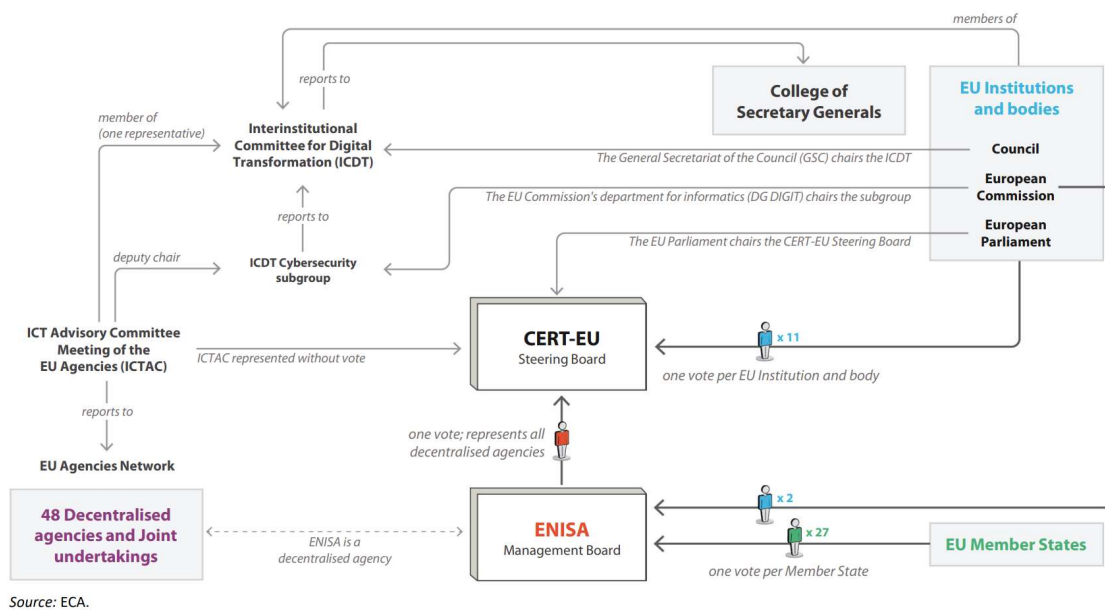 members of
reports to
College of
Secretary Generals
EU Institutions
and bodies
member of
(one representative)
Interinstitutional
Committee for Digital
Transformation (ICDT)
Council
The General Secretariat of the Council (GSC) chairs the ICDT
European
Commission
The EU Commission's department for informatics (DG DIGIT) chairs the subgroup
reports to
European
Parliament
The EU Parliament chairs the CERT-EU Steering Board
deputy chair
ICDT Cybersecurity
subgroup
ICT Advisory Committee
Meeting of the
EU Agencies (ICTAC)
ICTAC represented without vote
CERT-EU
Steering Board
x 11
one vote per EU Institution and body
reports to
one vote; represents all
decentralised agencies
EU Agencies Network
48 Decentralised
agencies and Joint
undertakings
ENISA is a
decentralised agency
ENISA
Management Board
x 2
x 27
one vote per Member State
EU Member States
Source: ECA.